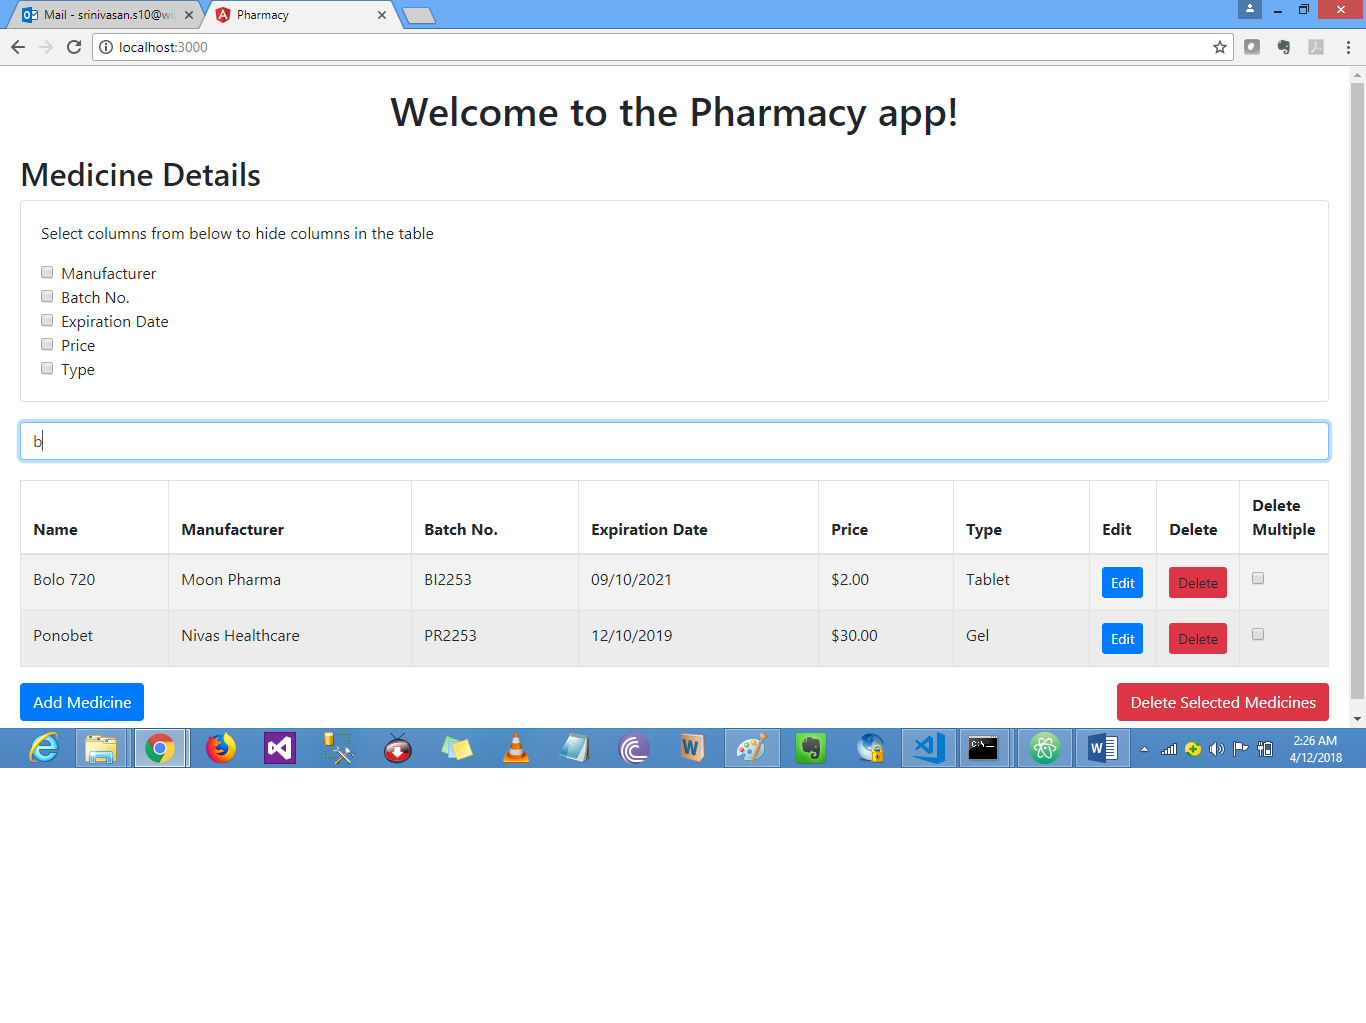 Mail - srinivasan.s10@wi
Pharmacy
localhost:3000
Welcome to the Pharmacy app!
Medicine Details
Select columns from below to hide columns in the table
Manufacturer
Batch No.
Expiration Date
Price
Type
b
Name Manufacturer Batch No. Expiration Date Price Type Edit Delete Delete Multiple
Bolo 720 Moon Pharma BI2253 09/10/2021 $2.00 Tablet Edit Delete
Ponobet Nivas Healthcare PR2253 12/10/2019 $30.00 Gel Edit Delete
Add Medicine Delete Selected Medicines
2:26 AM
4/12/2018